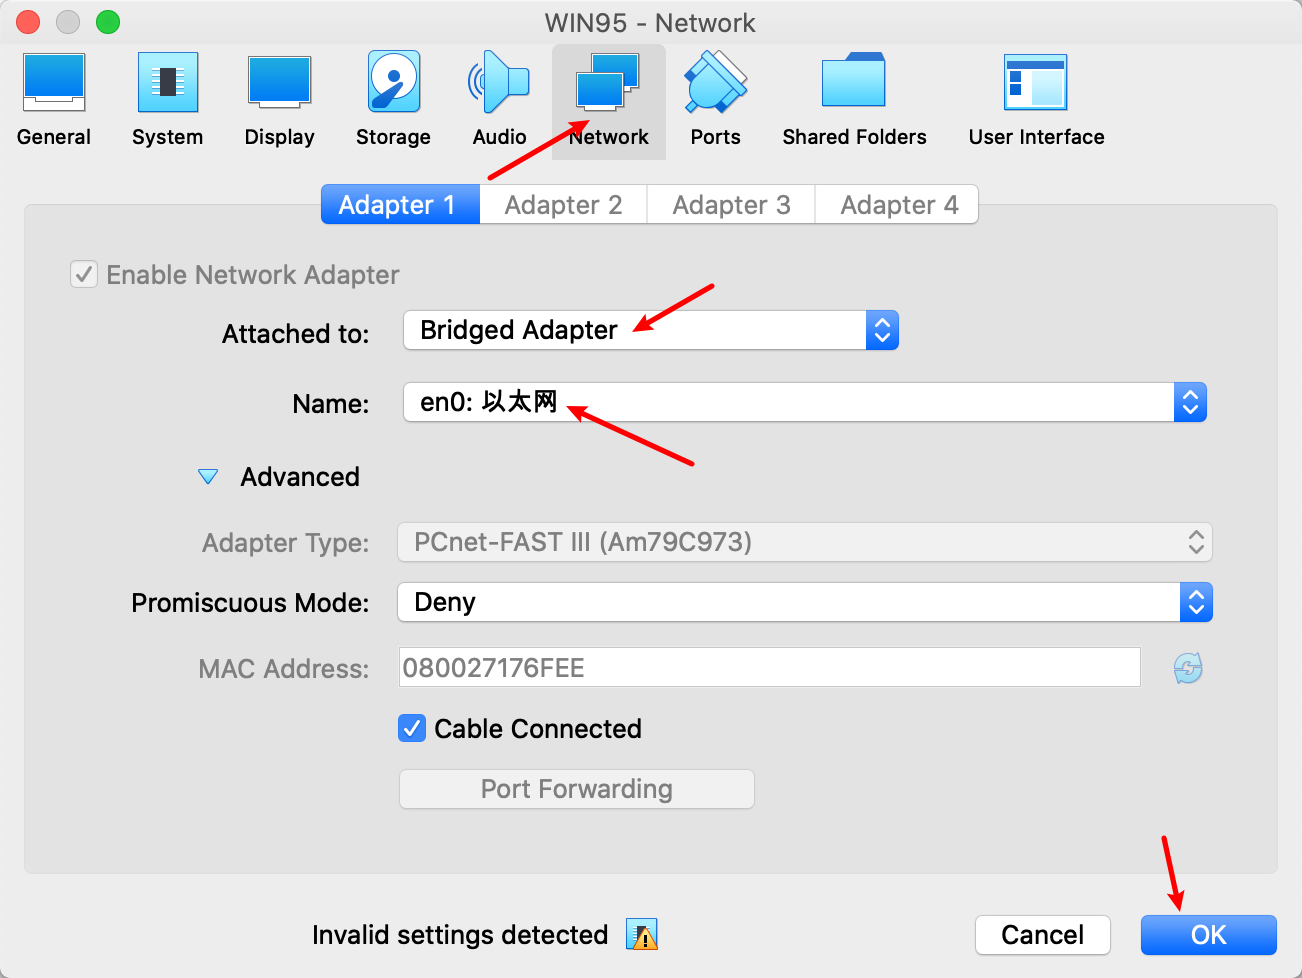 WIN95 - Network
General System Display Storage Audio Network Ports Shared Folders User Interface
Adapter 1 Adapter 2 Adapter 3 Adapter 4
Enable Network Adapter
Attached to: Bridged Adapter
Name: en0: 以太网
Advanced
Adapter Type: PCnet-FAST III (Am79C973)
Promiscuous Mode: Deny
MAC Address: 080027176FEE
Cable Connected
Port Forwarding
Invalid settings detected Cancel OK